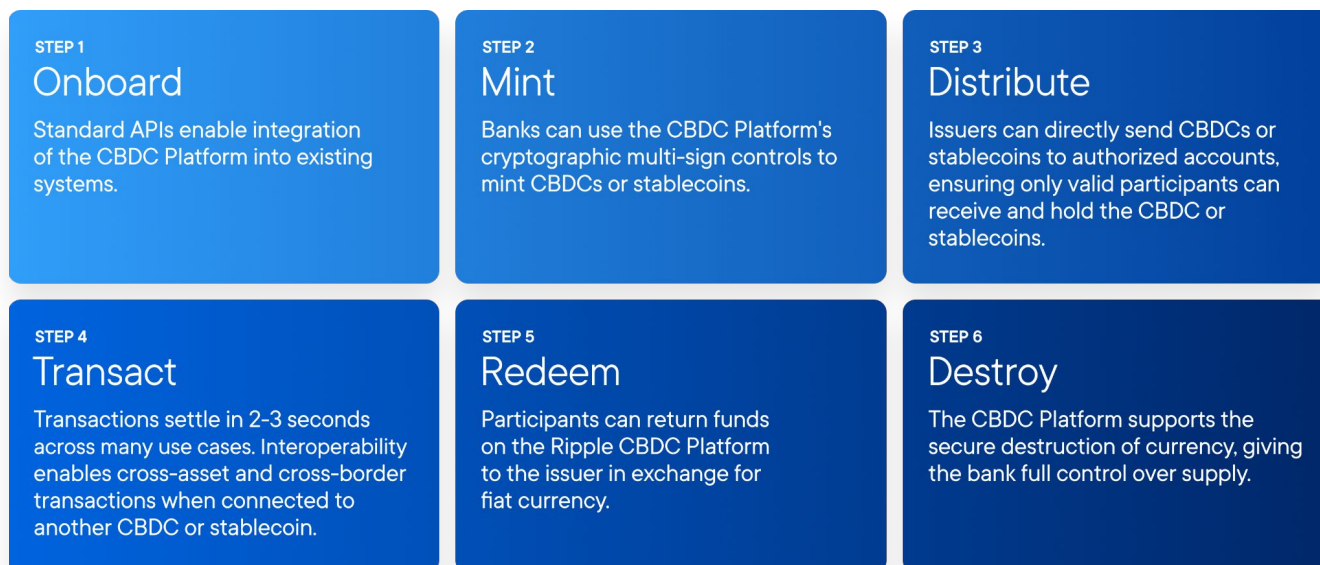 STEP 1
Onboard
Standard APIs enable integration
of the CBDC Platform into existing
systems.
STEP 2
Mint
Banks can use the CBDC Platform's
cryptographic multi-sign controls to
mint CBDCs or stablecoins.
STEP 3
Distribute
Issuers can directly send CBDCs or
stablecoins to authorized accounts,
ensuring only valid participants can
receive and hold the CBDC or
stablecoins.
STEP 4
Transact
Transactions settle in 2-3 seconds
across many use cases. Interoperability
enables cross-asset and cross-border
transactions when connected to
another CBDC or stablecoin.
STEP 5
Redeem
Participants can return funds
on the Ripple CBDC Platform
to the issuer in exchange for
fiat currency.
STEP 6
Destroy
The CBDC Platform supports the
secure destruction of currency, giving
the bank full control over supply.